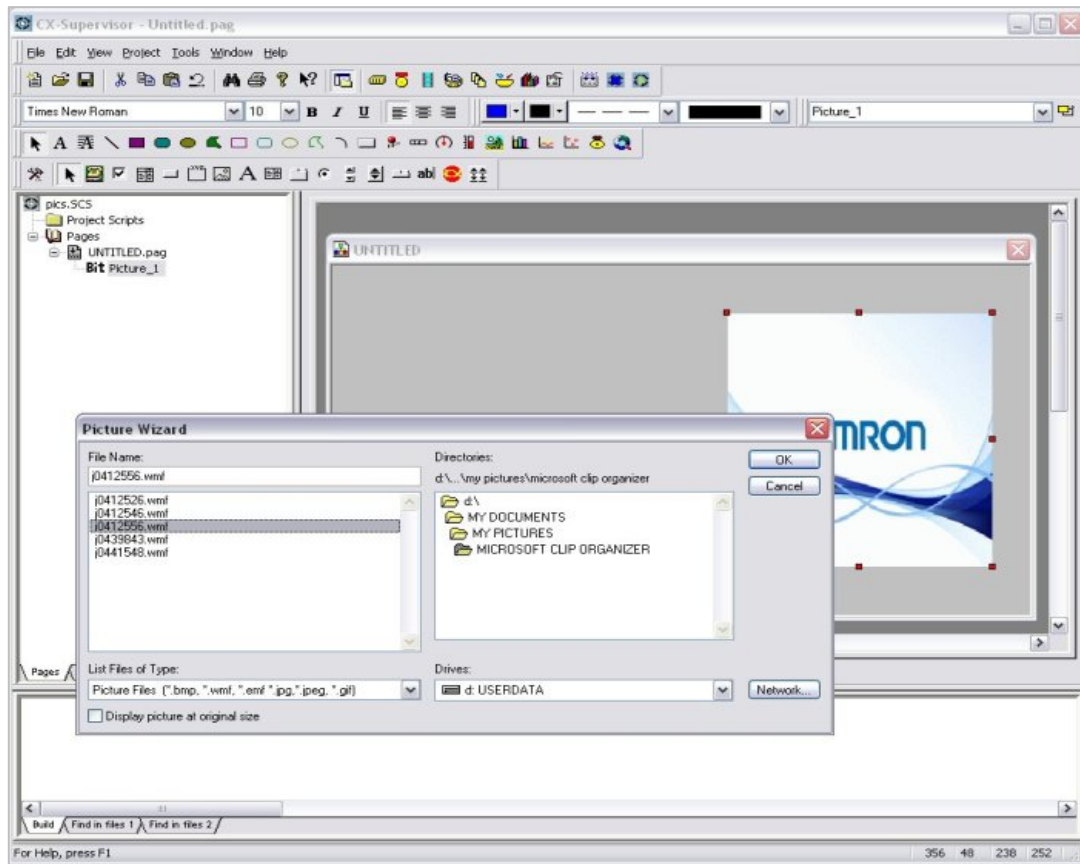 CX-Supervisor - Untitled.pag
File Edit View Project Tools Window Help
Times New Roman 10 B I U Picture_1
A A A
A ab
pics.SCS
Project Scripts
Pages
UNTITLED.pag
Bit Picture_1
UNTITLED
MRON
Picture Wizard
File Name:
j0412556.wmf
j0412526.wmf
j0412546.wmf
j0412556.wmf
j0439843.wmf
j0441548.wmf
List Files of Type:
Picture Files (*.bmp, *.wmf, *.emf *.jpg,*.jpeg, *.gif)
Display picture at original size
Directories:
d:\...\my pictures\microsoft clip organizer
d:\
MY DOCUMENTS
MY PICTURES
MICROSOFT CLIP ORGANIZER
Drives:
d: USERDATA
OK
Cancel
Network...
Pages
Build Find in files 1 Find in files 2
For Help, press F1 356 48 238 252